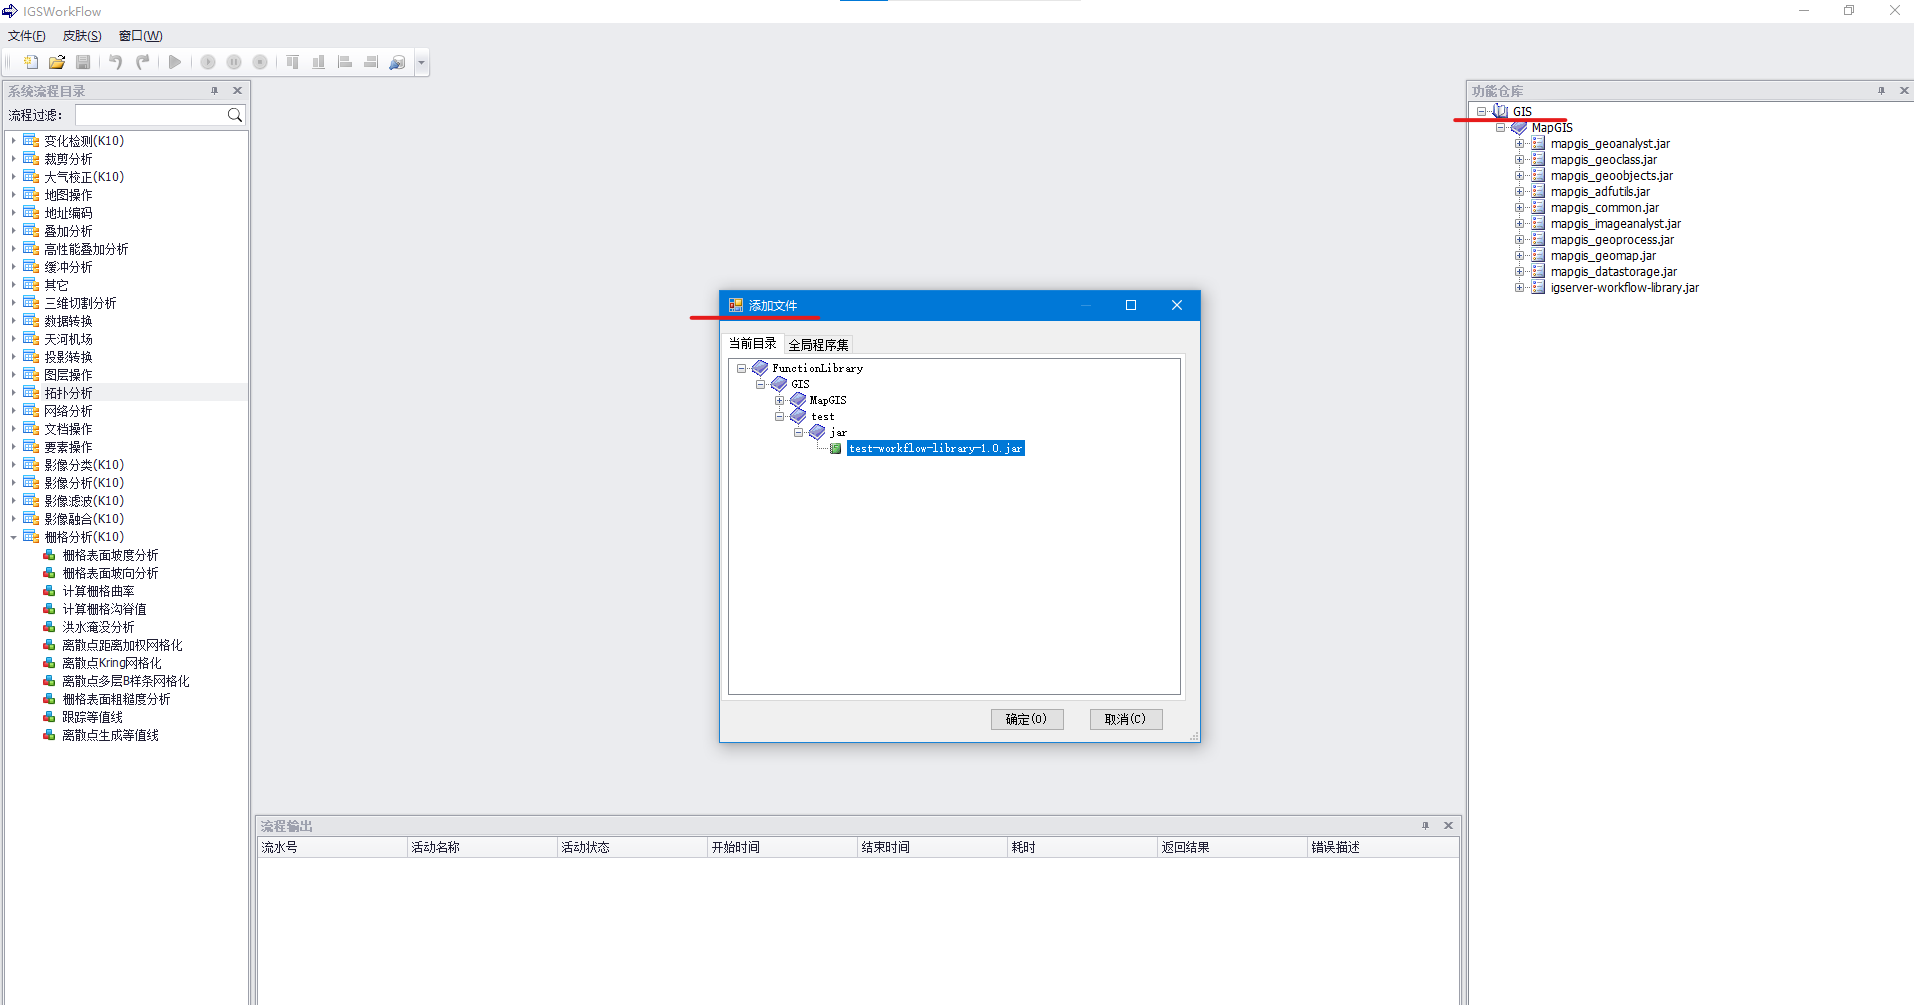 IGSWorkFlow
文件(F) 皮肤(S) 窗口(W)
系统流程目录
流程过滤：
变化检测(K10)
裁剪分析
大气校正(K10)
地图操作
地址编码
叠加分析
高性能叠加分析
缓冲分析
其它
三维切割分析
数据转换
天河机场
投影转换
图层操作
拓扑分析
网络分析
文档操作
要素操作
影像分类(K10)
影像分析(K10)
影像滤波(K10)
影像融合(K10)
栅格分析(K10)
栅格表面坡度分析
栅格表面坡向分析
计算栅格曲率
计算栅格沟脊值
洪水淹没分析
离散点距离加权网格化
离散点Kring网格化
离散点多层B样条网格化
栅格表面粗糙度分析
跟踪等值线
离散点生成等值线
添加文件
当前目录 全局程序集
FunctionLibrary
GIS
MapGIS
test
jar
test-workflow-library-1.0.jar
确定(O) 取消(C)
流程输出
流水号 活动名称 活动状态 开始时间 结束时间 耗时 返回结果 错误描述
功能仓库
GIS
MapGIS
mapgis_geoanalyst.jar
mapgis_geoclass.jar
mapgis_geoobjects.jar
mapgis_adfutils.jar
mapgis_common.jar
mapgis_imageanalyst.jar
mapgis_geoprocess.jar
mapgis_geomap.jar
mapgis_datastorage.jar
igserver-workflow-library.jar